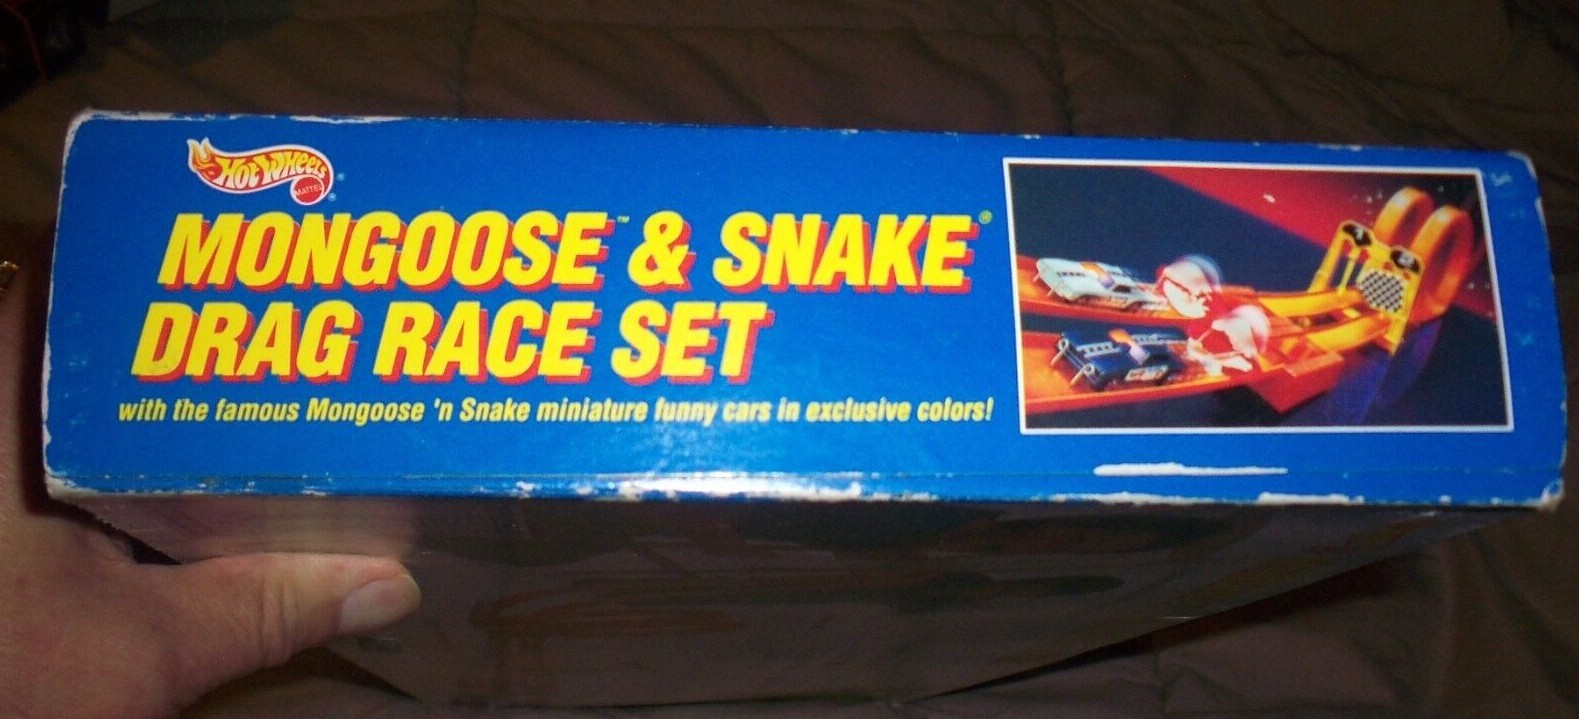 HOT WHEELS®
MATTEL®
MONGOOSE™ & SNAKE®
DRAG RACE SET
with the famous Mongoose 'n Snake miniature funny cars in exclusive colors!